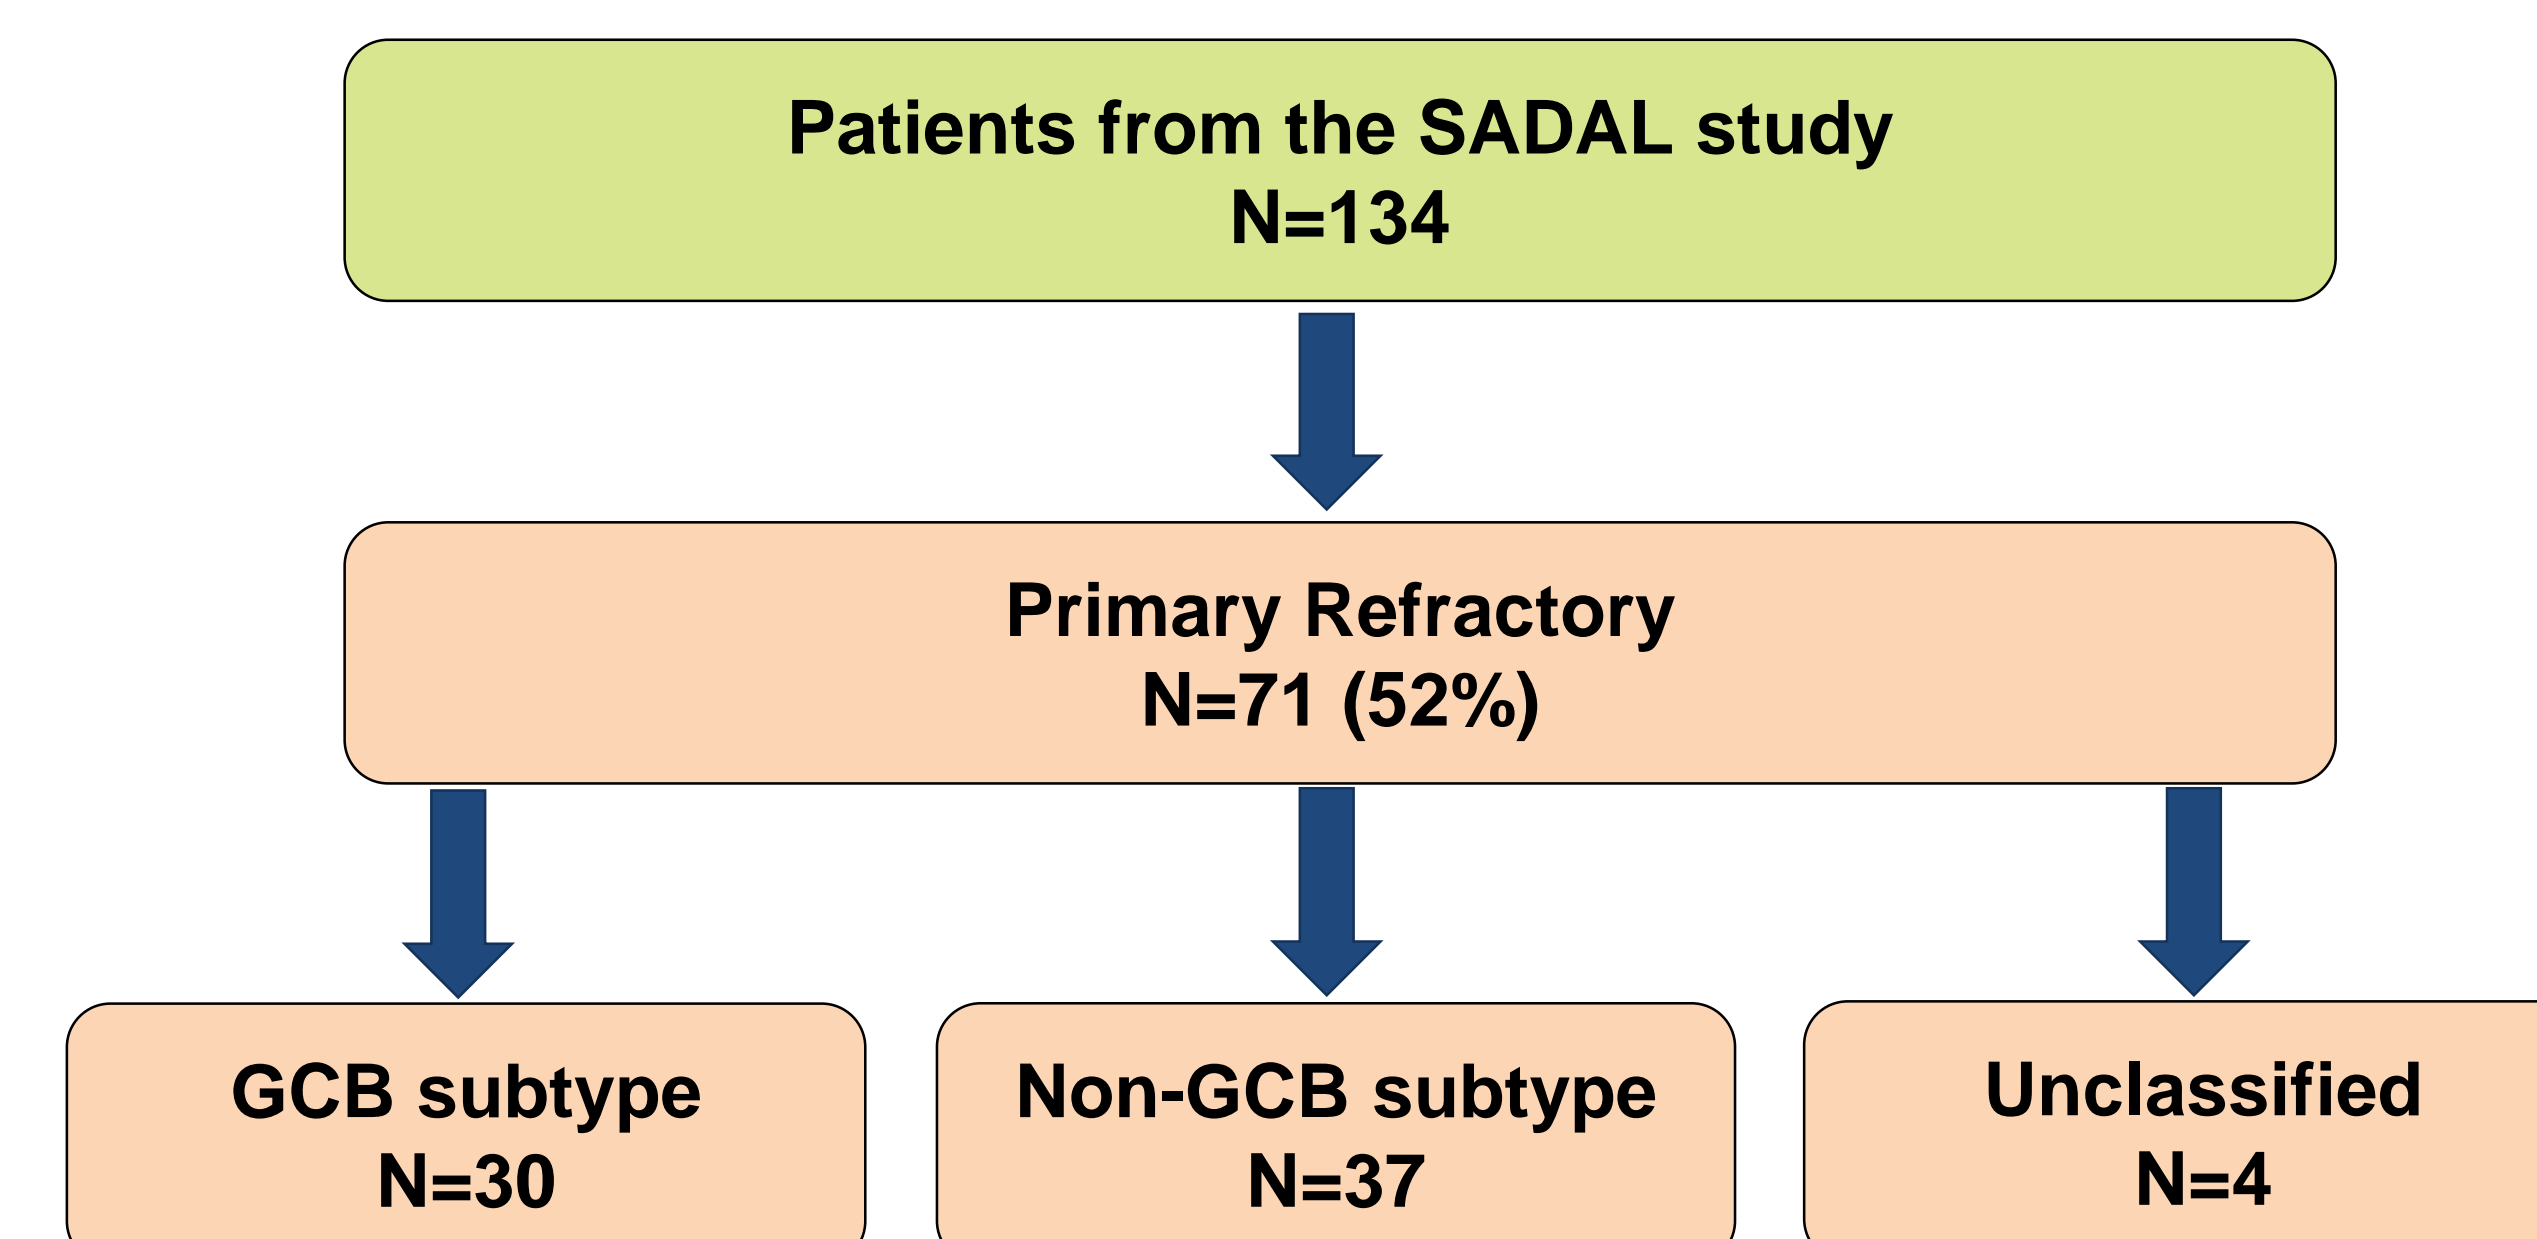 Patients from the SADAL study
N=134
Primary Refractory
N=71 (52%)
GCB subtype
N=30
Non-GCB subtype
N=37
Unclassified
N=4